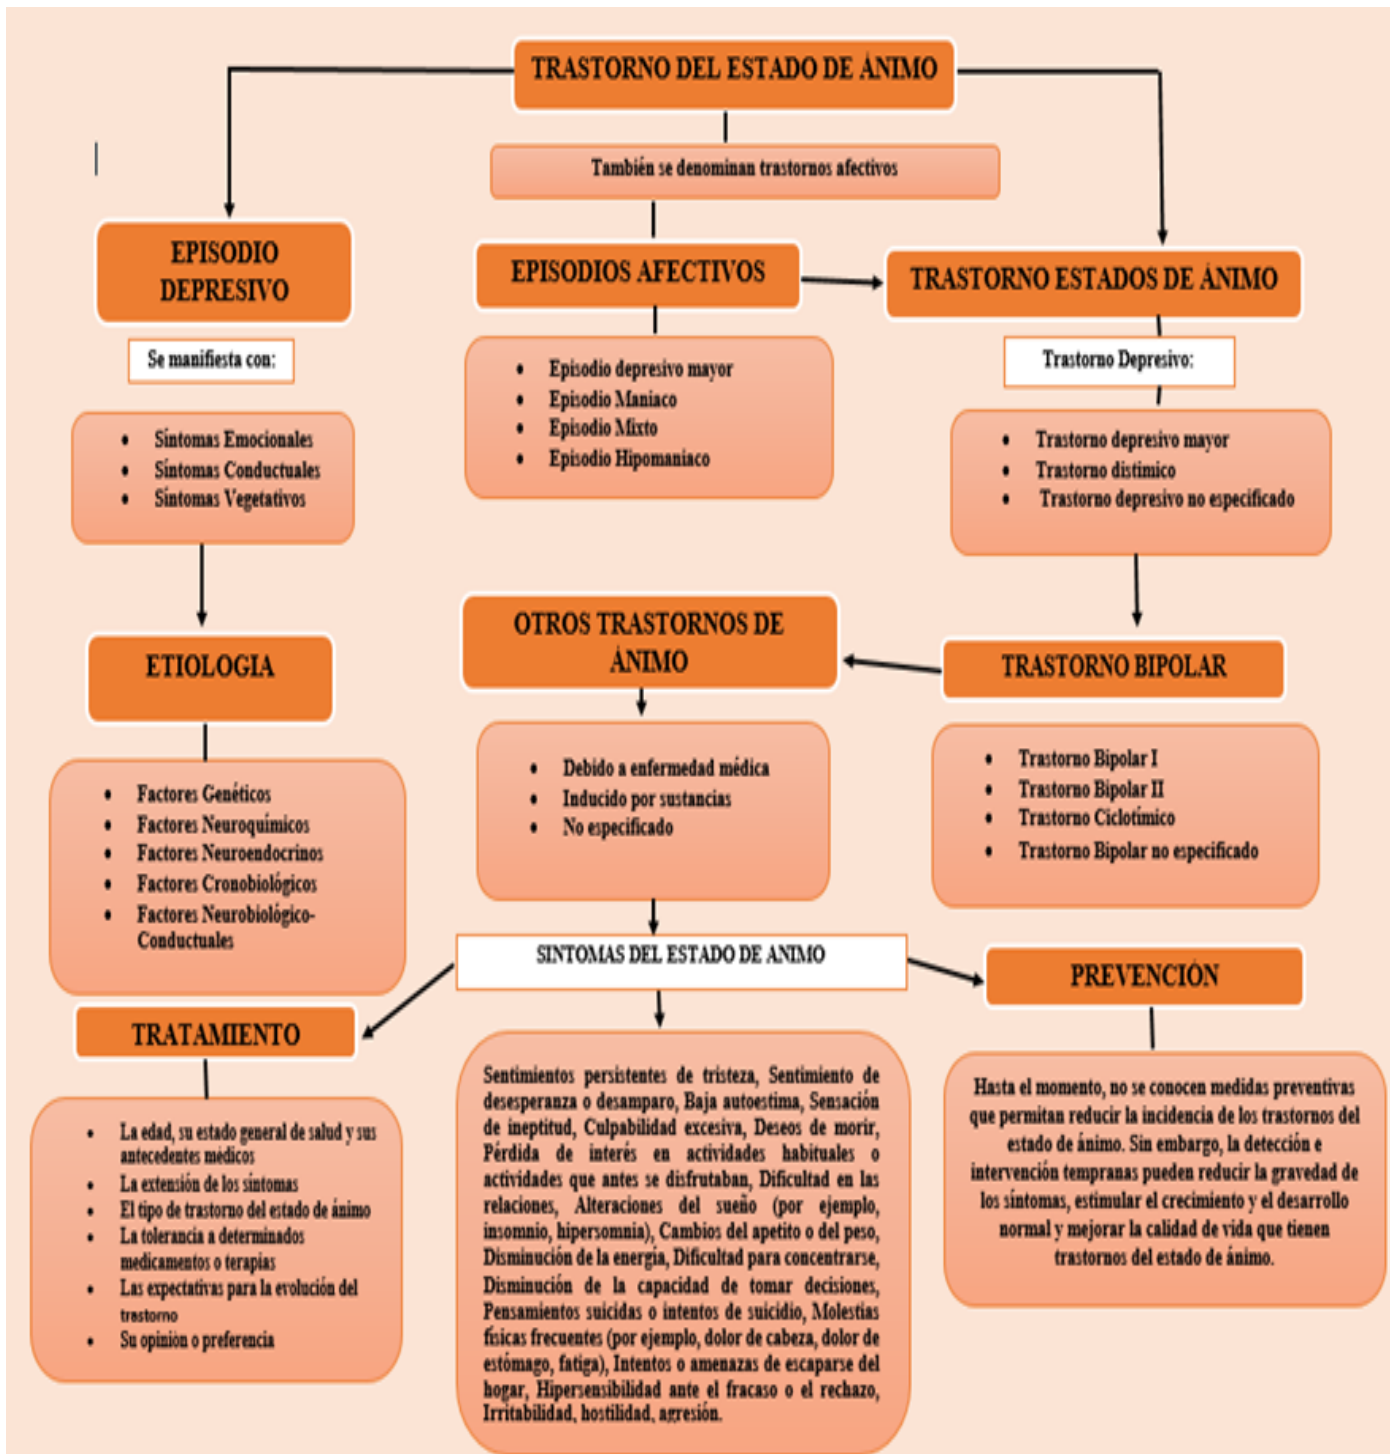 TRASTORNO DEL ESTADO DE ÁNIMO
También se denominan trastornos afectivos
EPISODIO
DEPRESIVO
Se manifiesta con:
• Síntomas Emocionales
• Síntomas Conductuales
• Síntomas Vegetativos
EPISODIOS AFECTIVOS
• Episodio depresivo mayor
• Episodio Maniaco
• Episodio Mixto
• Episodio Hipomaniaco
TRASTORNO ESTADOS DE ÁNIMO
Trastorno Depresivo:
• Trastorno depresivo mayor
• Trastorno distimico
• Trastorno depresivo no especificado
ETIOLOGIA
• Factores Genéticos
• Factores Neuroquímicos
• Factores Neuroendocrinos
• Factores Cronobiológicos
• Factores Neurobiológico-
Conductuales
OTROS TRASTORNOS DE
ÁNIMO
• Debido a enfermedad médica
• Inducido por sustancias
• No especificado
TRASTORNO BIPOLAR
• Trastorno Bipolar I
• Trastorno Bipolar II
• Trastorno Ciclotímico
• Trastorno Bipolar no especificado
SINTOMAS DEL ESTADO DE ANIMO
TRATAMIENTO
• La edad, su estado general de salud y sus
antecedentes médicos
• La extensión de los síntomas
• El tipo de trastorno del estado de ánimo
• La tolerancia a determinados
medicamentos o terapias
• Las expectativas para la evolución del
trastorno
• Su opinión o preferencia
Sentimientos persistentes de tristeza, Sentimiento de
desesperanza o desamparo, Baja autoestima, Sensación
de ineptitud, Culpabilidad excesiva, Deseos de morir,
Pérdida de interés en actividades habituales o
actividades que antes se disfrutaban, Dificultad en las
relaciones, Alteraciones del sueño (por ejemplo,
insomnio, hipersomnia), Cambios del apetito o del peso,
Disminución de la energía, Dificultad para concentrarse,
Disminución de la capacidad de tomar decisiones,
Pensamientos suicidas o intentos de suicidio, Molestias
físicas frecuentes (por ejemplo, dolor de cabeza, dolor de
estómago, fatiga), Intentos o amenazas de escaparse del
hogar, Hipersensibilidad ante el fracaso o el rechazo,
Irritabilidad, hostilidad, agresión.
PREVENCIÓN
Hasta el momento, no se conocen medidas preventivas
que permitan reducir la incidencia de los trastornos del
estado de ánimo. Sin embargo, la detección e
intervención tempranas pueden reducir la gravedad de
los síntomas, estimular el crecimiento y el desarrollo
normal y mejorar la calidad de vida que tienen
trastornos del estado de ánimo.